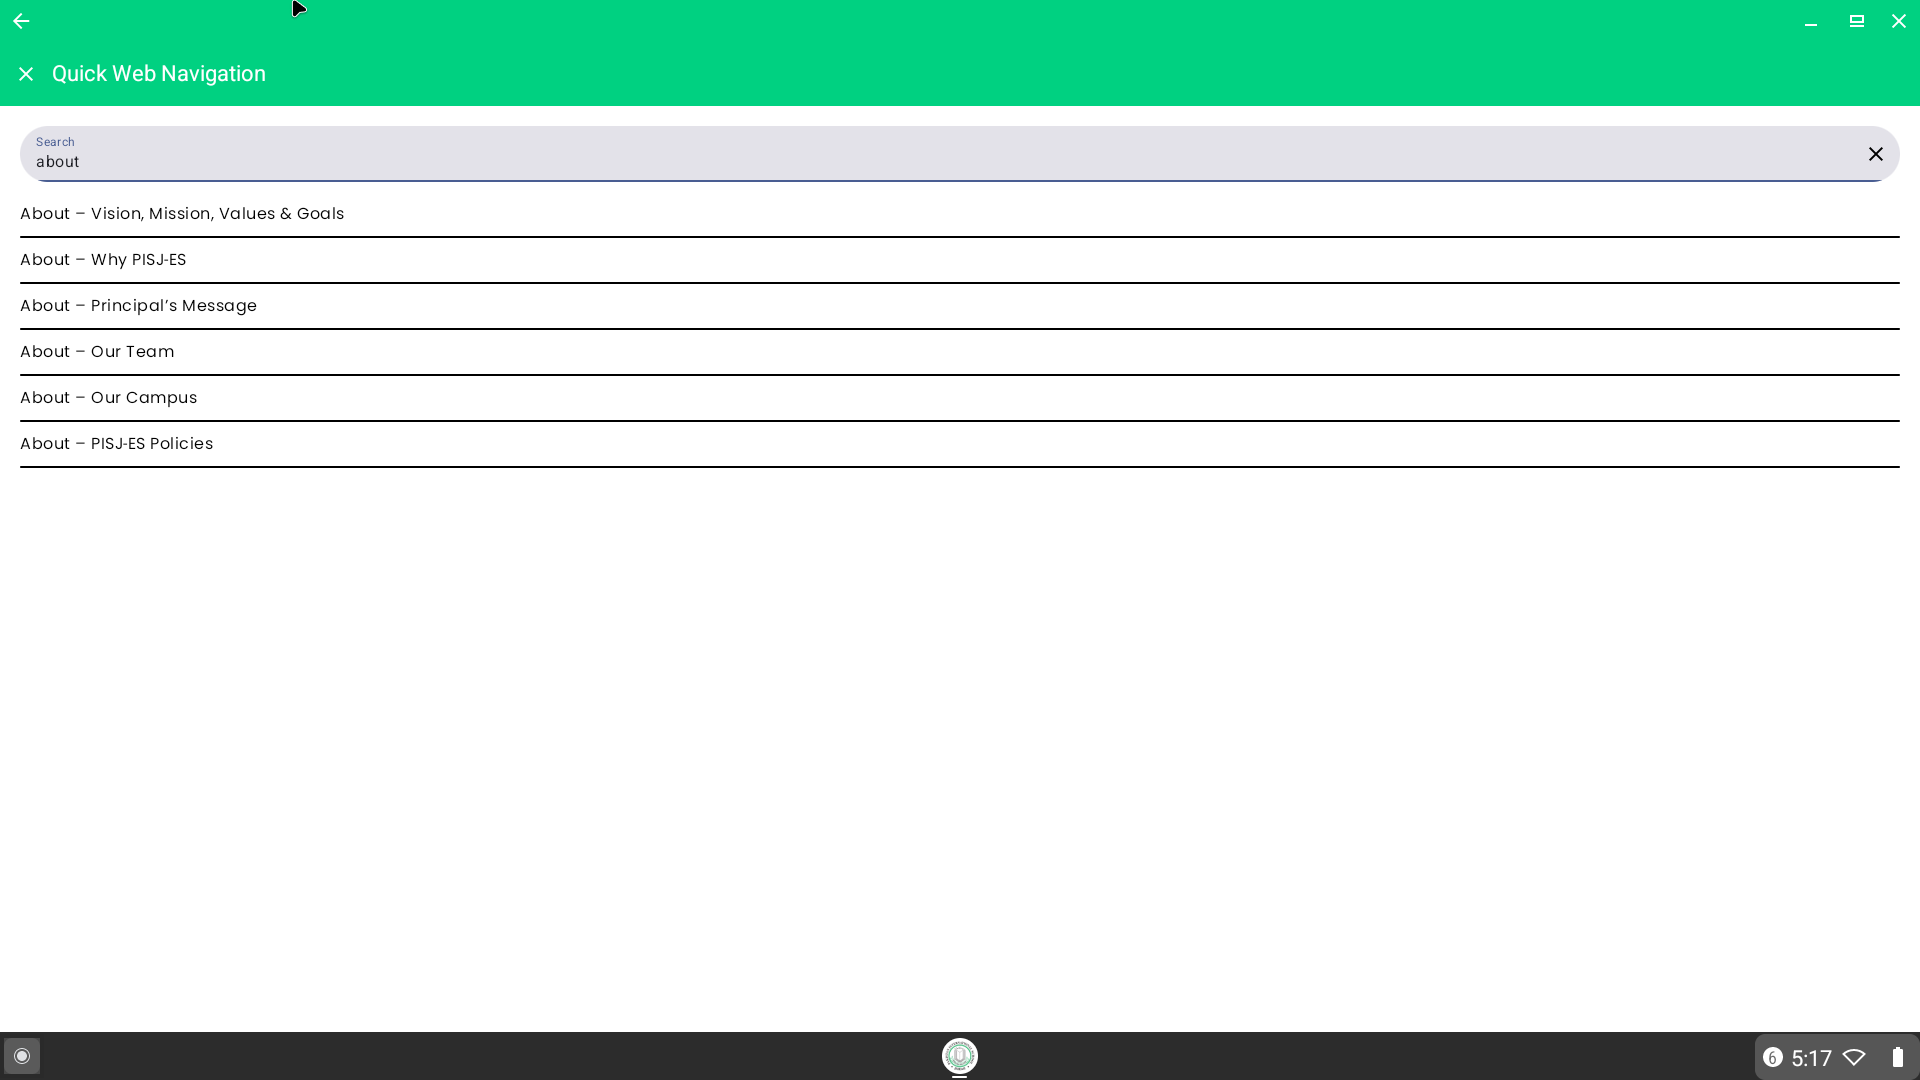 Quick Web Navigation
Search
about
About – Vision, Mission, Values & Goals
About – Why PISJ-ES
About – Principal’s Message
About – Our Team
About – Our Campus
About – PISJ-ES Policies
6 5:17